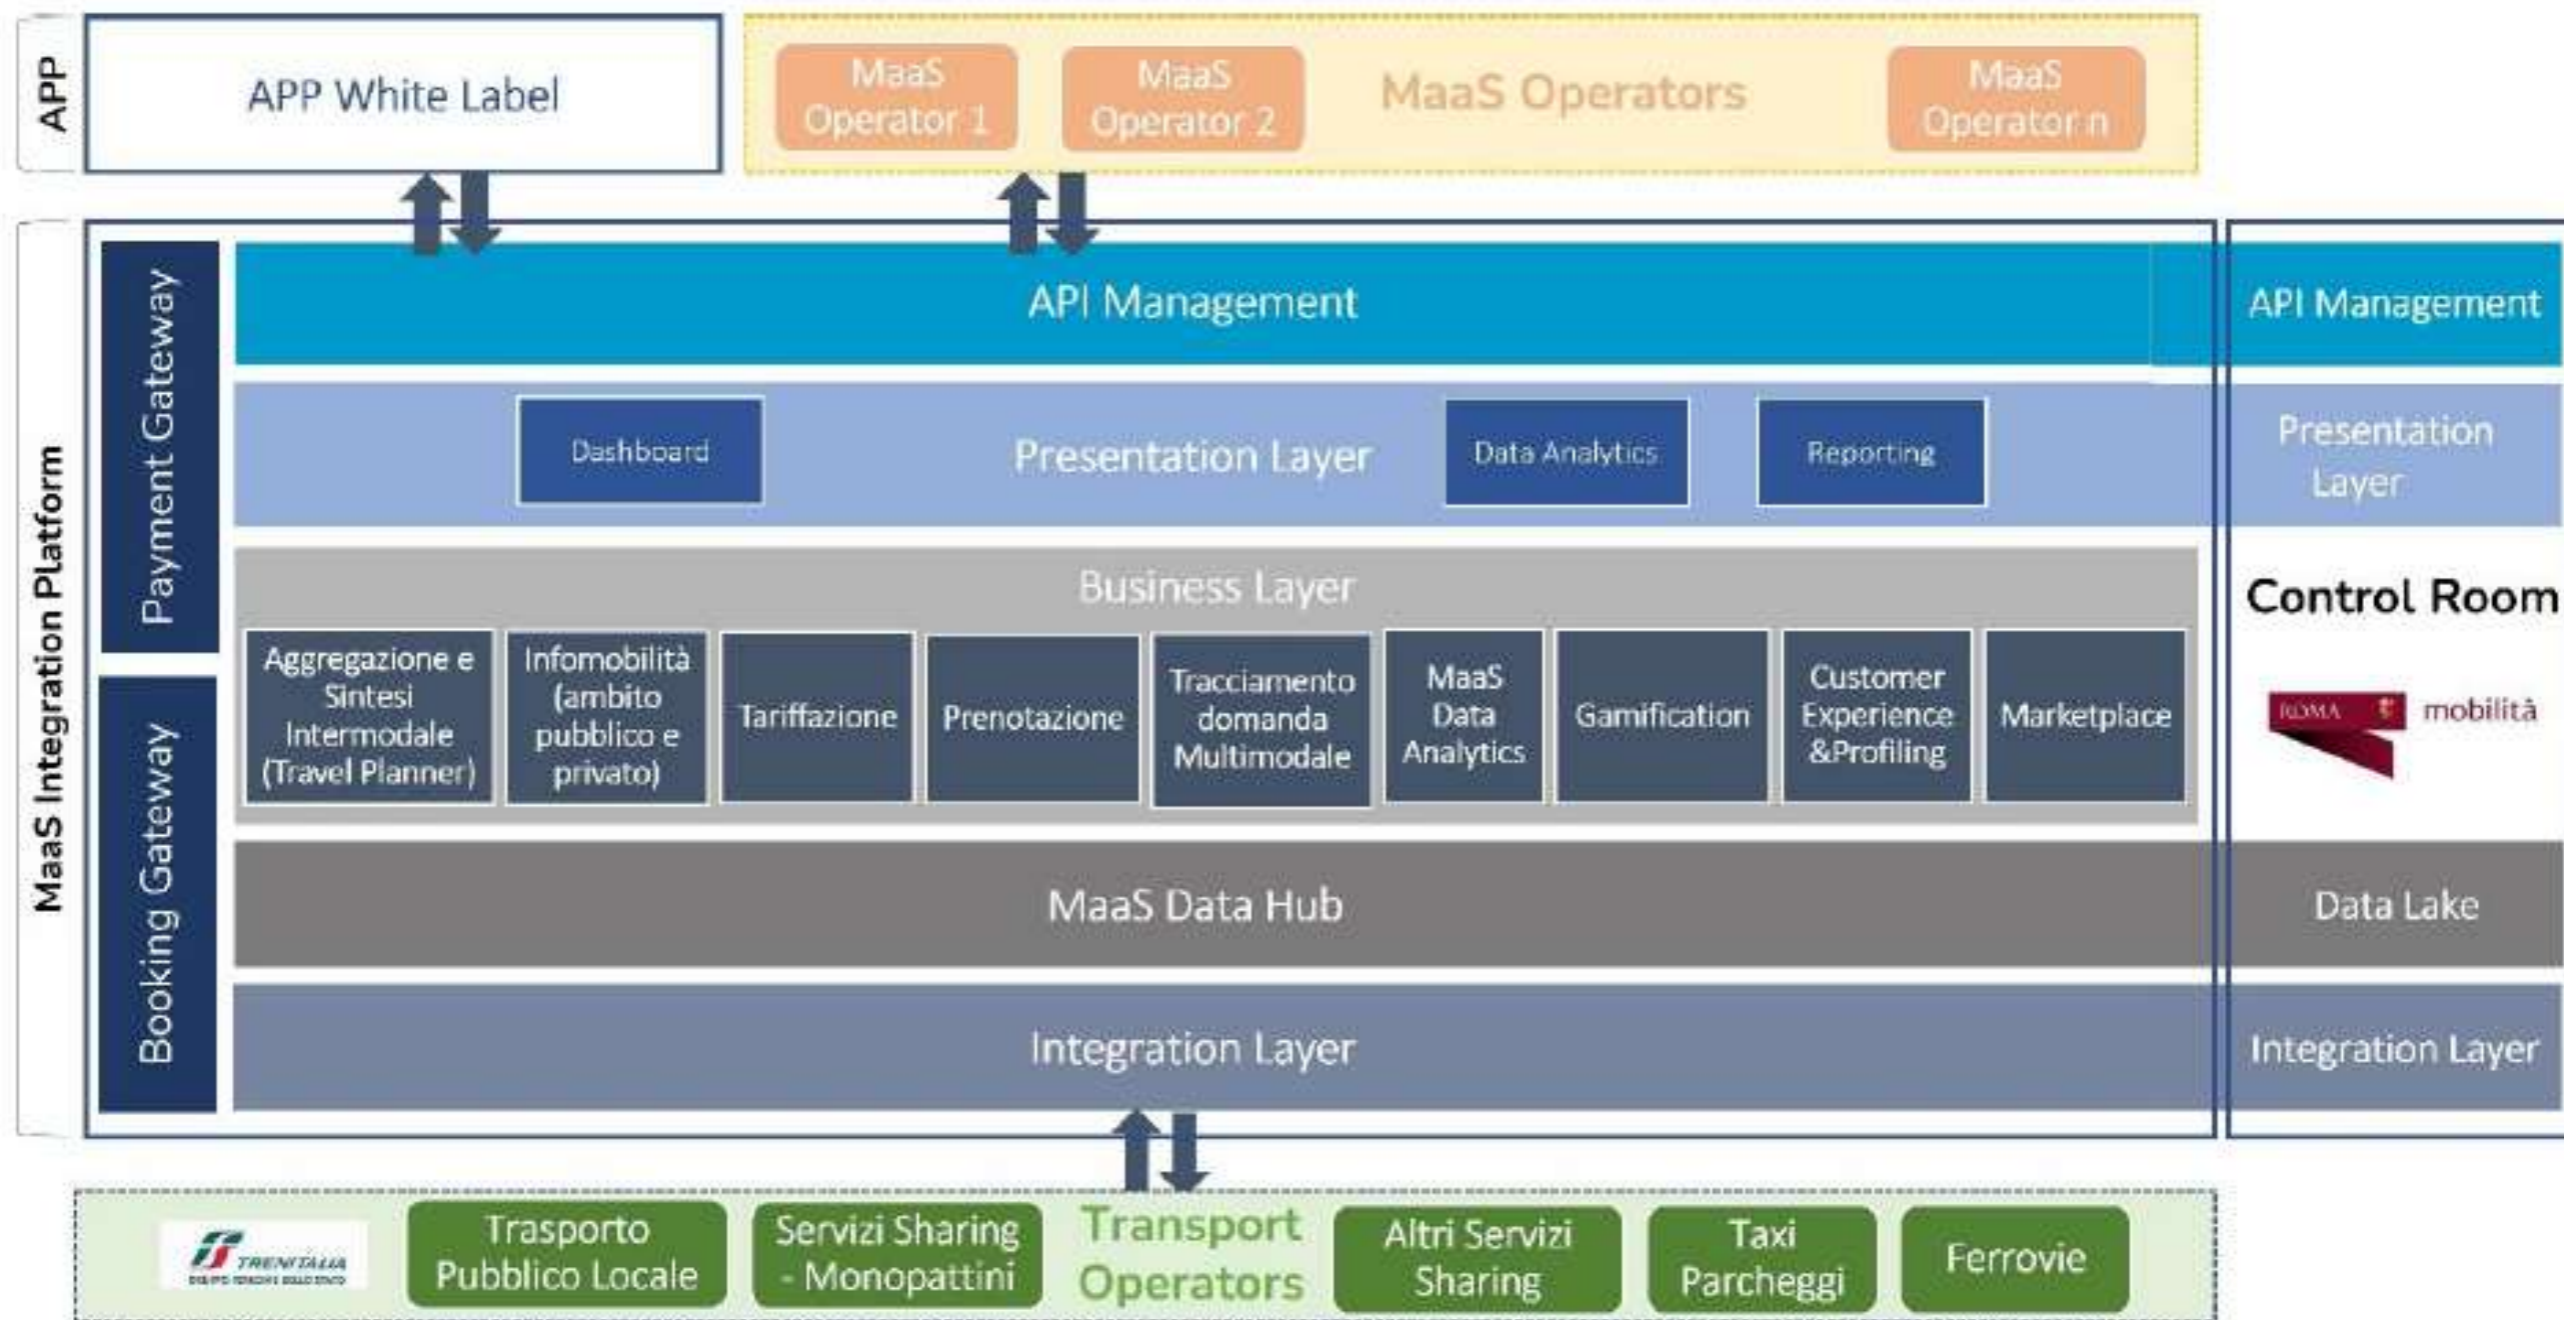 APP
APP White Label
MaaS
Operator 1
MaaS
Operator 2
MaaS Operators
MaaS
Operator n
MaaS Integration Platform
Payment Gateway
Booking Gateway
API Management
API Management
Dashboard
Presentation Layer
Data Analytics
Reporting
Presentation
Layer
Business Layer
Aggregazione e
Sintesi
Intermodale
(Travel Planner)
Infomobilità
(ambito
pubblico e
privato)
Tariffazione
Prenotazione
Tracciamento
domanda
Multimodale
MaaS
Data
Analytics
Gamification
Customer
Experience
&Profiling
Marketplace
Control Room
ROMA
mobilità
MaaS Data Hub
Data Lake
Integration Layer
Integration Layer
TRENITALIA
Trasporto
Pubblico Locale
Servizi Sharing
- Monopattini
Transport
Operators
Altri Servizi
Sharing
Taxi
Parcheggi
Ferrovie